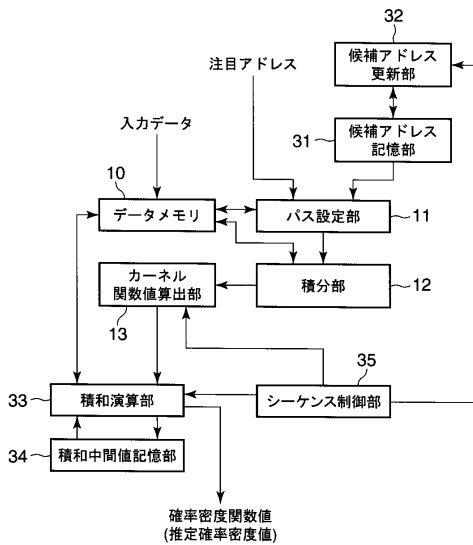 32
候補アドレス
更新部
注目アドレス
31
候補アドレス
記憶部
入力データ
10
データメモリ
パス設定部
11
カーネル
関数値算出部
13
積分部
12
35
33
積和演算部
シーケンス制御部
34
積和中間値記憶部
確率密度関数値
(推定確率密度値)